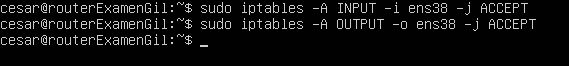 cesar@routerExamenGil:~$ sudo iptables -A INPUT -i ens38 -j ACCEPT
cesar@routerExamenGil:~$ sudo iptables -A OUTPUT -o ens38 -j ACCEPT
cesar@routerExamenGil:~$ _